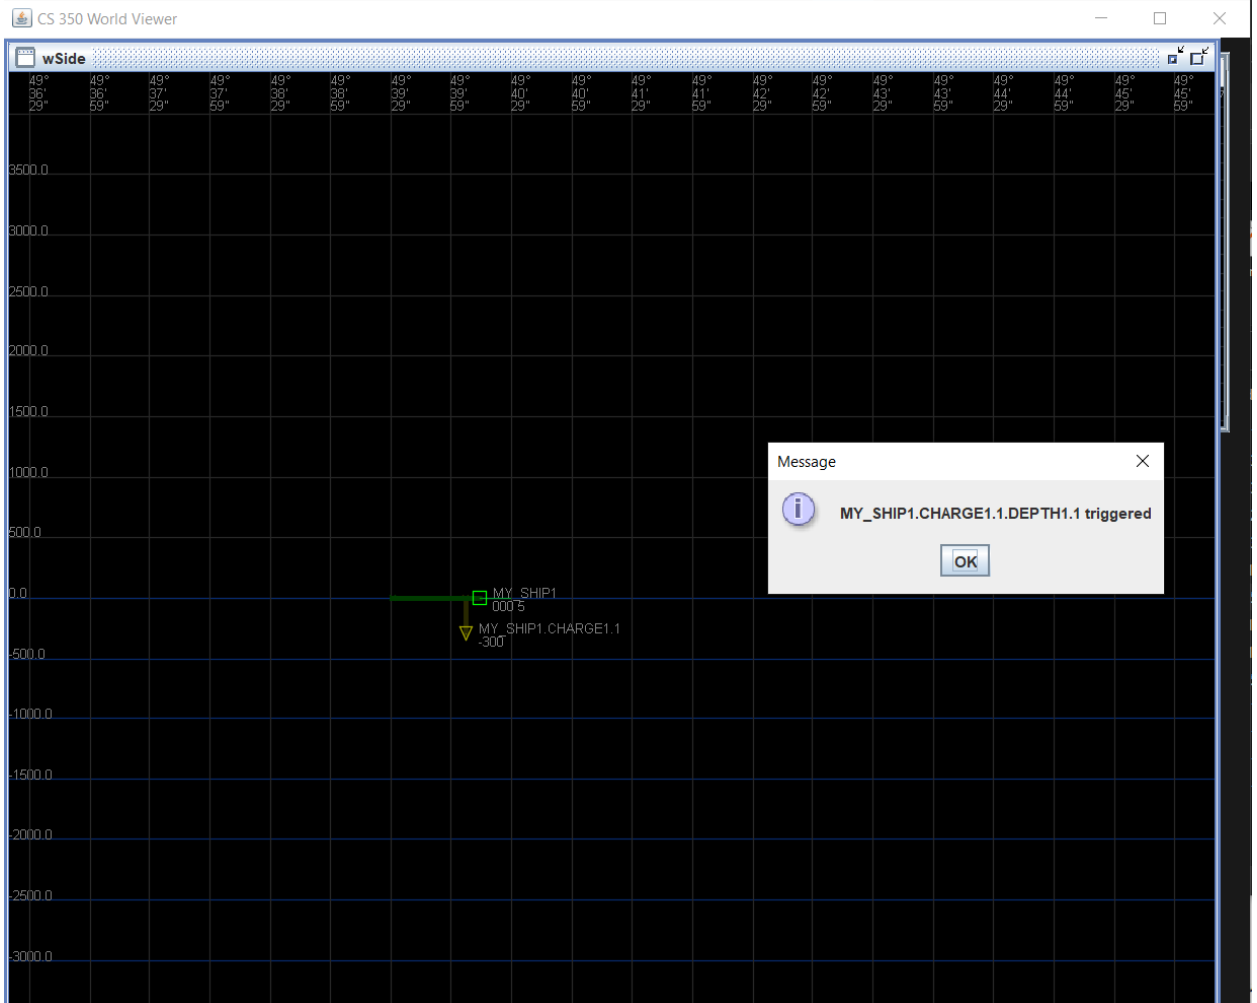 CS 350 World Viewer
wSide
49° 49° 49° 49° 49° 49° 49° 49° 49° 49° 49° 49° 49° 49° 49° 49° 49° 49° 49° 49°
36' 36' 37' 37' 38' 38' 39' 39' 40' 40' 41' 41' 42' 42' 43' 43' 44' 44' 45' 45'
29" 59" 29" 59" 29" 59" 29" 59" 29" 59" 29" 59" 29" 59" 29" 59" 29" 59" 29" 59"
3500.0
3000.0
2500.0
2000.0
1500.0
1000.0
Message
MY_SHIP1.CHARGE1.1.DEPTH1.1 triggered
500.0
OK
0.0
MY_SHIP1
000 5
MY_SHIP1.CHARGE1.1
-300
-500.0
-1000.0
-1500.0
-2000.0
-2500.0
-3000.0